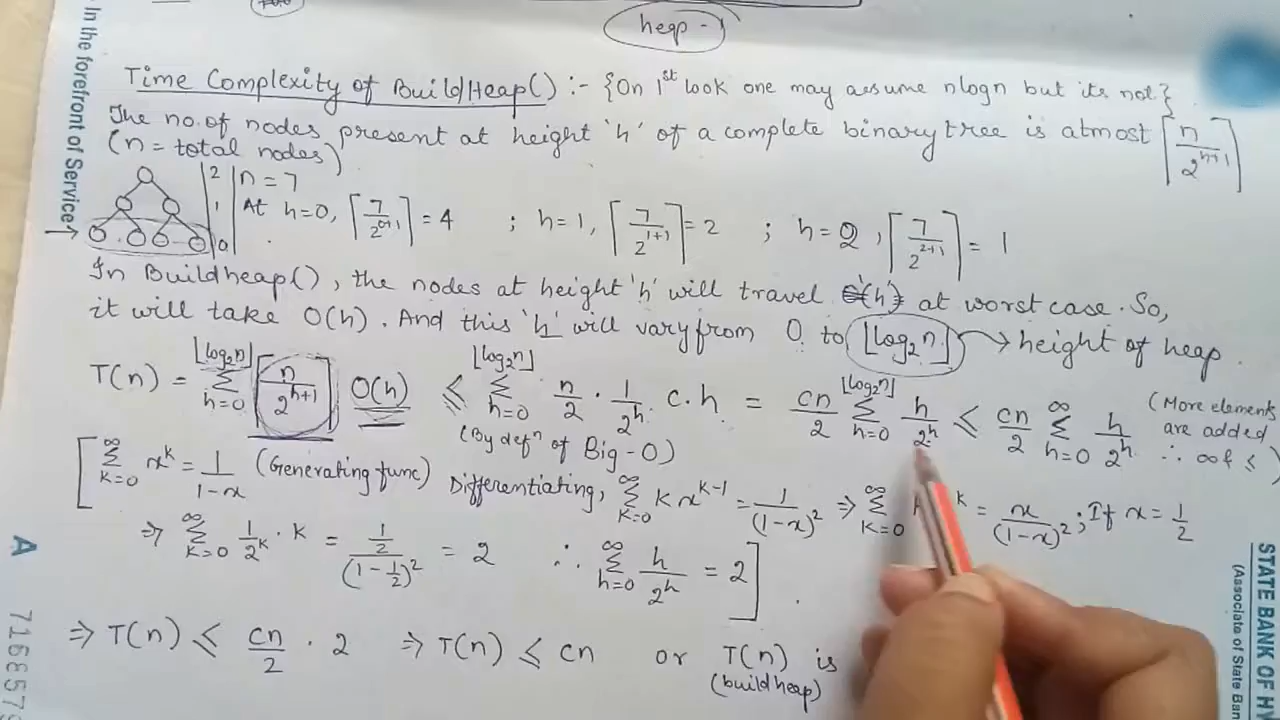 heap - 1
Time Complexity of BuildHeap() :- {On 1st look one may assume nlogn but its not.}
The no. of nodes present at height 'h' of a complete binary tree is atmost ⌈n/2^(h+1)⌉
(n = total nodes)
2 | n = 7
1 | At h=0, ⌈7/2^(0+1)⌉ = 4 ; h=1, ⌈7/2^(1+1)⌉ = 2 ; h=2, ⌈7/2^(2+1)⌉ = 1
0
In Buildheap(), the nodes at height 'h' will travel 'h' at worst case. So,
it will take O(h). And this 'h' will vary from 0 to ⌊log₂n⌋ → height of heap.
T(n) = Σ_{h=0}^{⌊log₂n⌋} ⌈n/2^(h+1)⌉ O(h) ≤ Σ_{h=0}^{⌊log₂n⌋} n/2 · 1/2^h · c.h = cn/2 Σ_{h=0}^{⌊log₂n⌋} h/2^h ≤ cn/2 Σ_{h=0}^{∞} h/2^h (More elements are added ∴ ∞ of ≤)
(By defⁿ of Big-O)
[Σ_{k=0}^{∞} x^k = 1/(1-x) (Generating func) Differentiating, Σ_{k=0}^{∞} k x^(k-1) = 1/(1-x)² ⇒ Σ_{k=0}^{∞} k = x/(1-x)² ; If x = 1/2
⇒ Σ_{k=0}^{∞} 1/2^k · k = (1/2)/(1-1/2)² = 2 ∴ Σ_{h=0}^{∞} h/2^h = 2].
⇒ T(n) ≤ cn/2 · 2 ⇒ T(n) ≤ cn or T(n) is
(buildheap)
In the forefront of Service
A
716857
STATE BANK OF HY
(Associate of State Ban